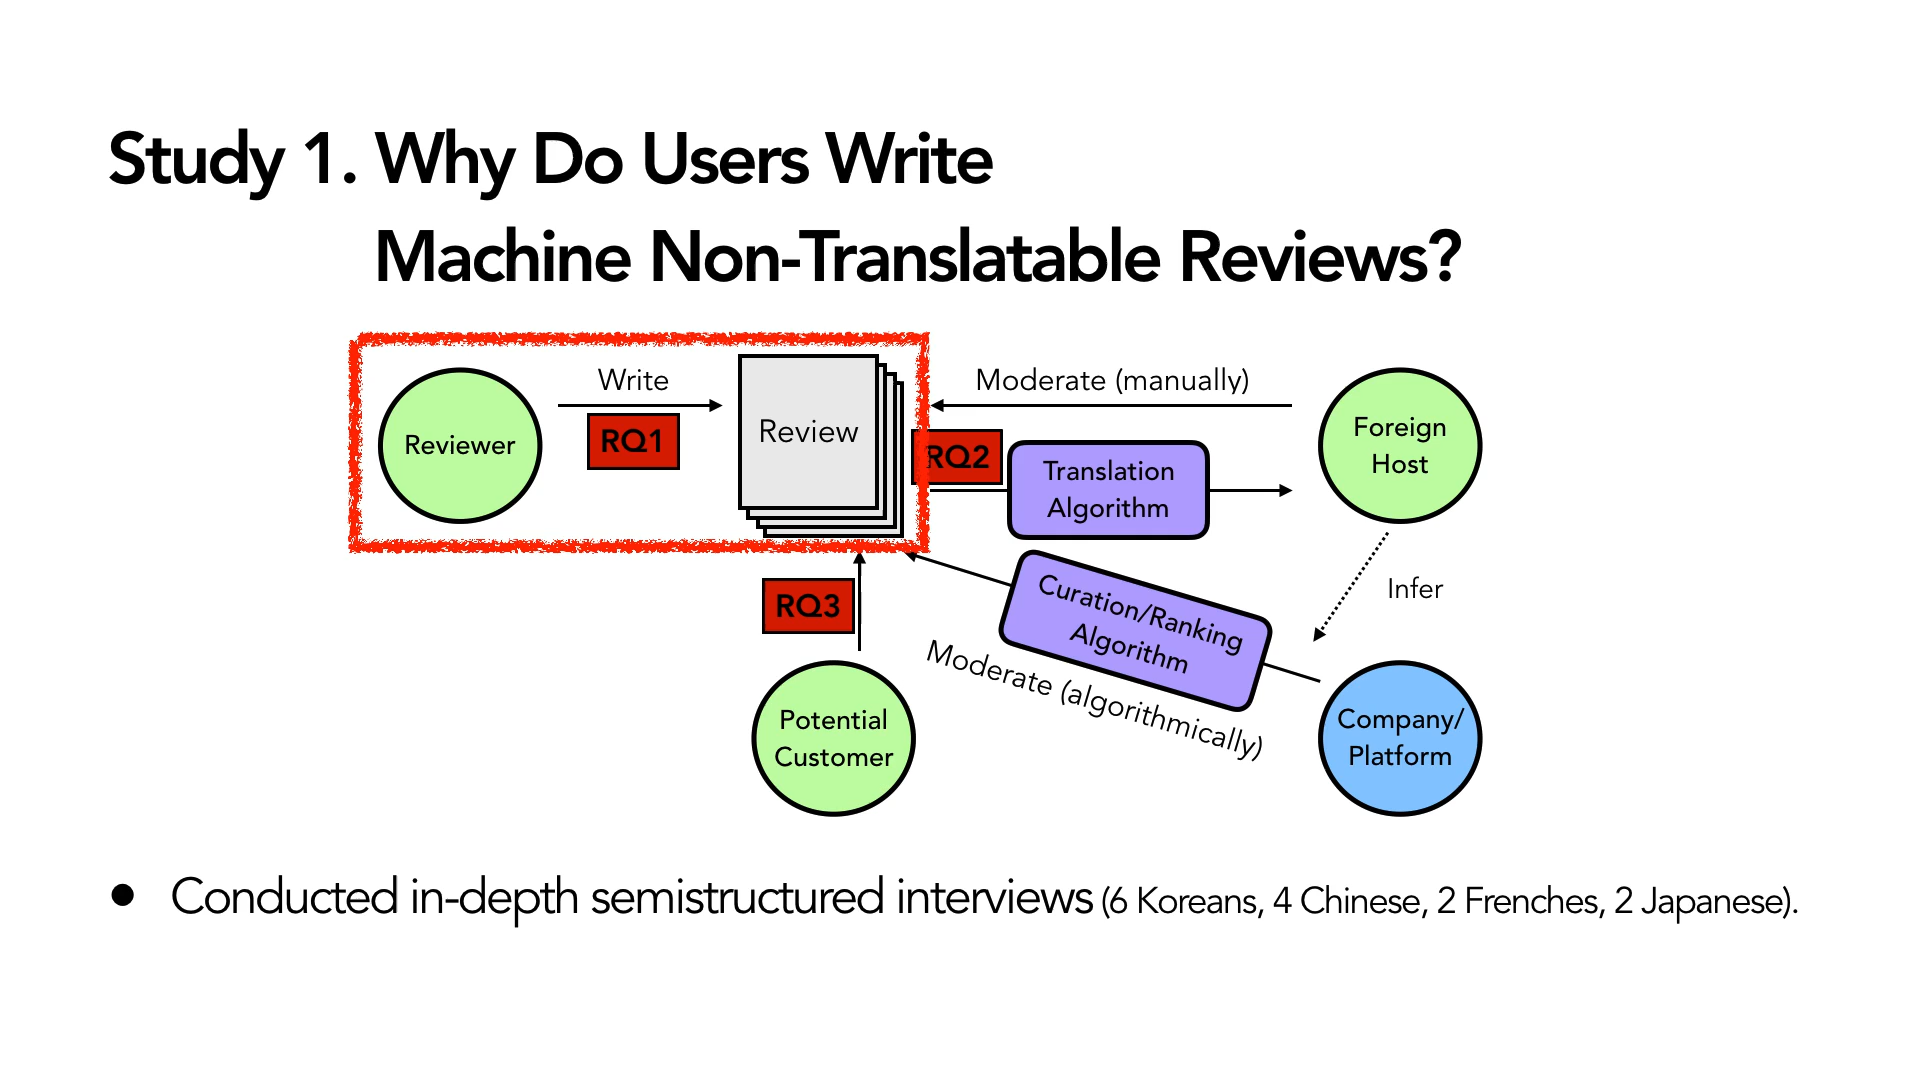 Study 1. Why Do Users Write
Machine Non-Translatable Reviews?
Reviewer
Write
RQ1
Review
Moderate (manually)
RQ2
Translation
Algorithm
Foreign
Host
Infer
Curation/Ranking
Algorithm
Moderate (algorithmically)
RQ3
Potential
Customer
Company/
Platform
• Conducted in-depth semistructured interviews (6 Koreans, 4 Chinese, 2 Frenches, 2 Japanese).